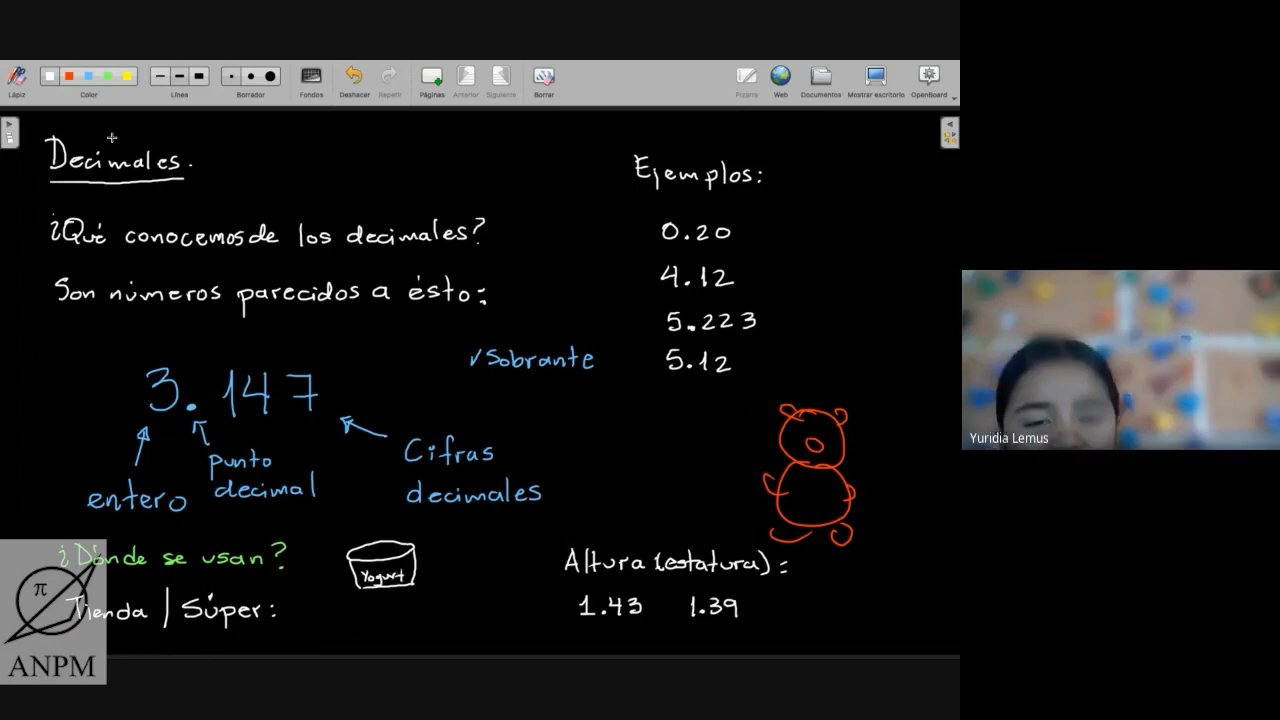 Lápiz
Color
Línea
Borrador
Fondos
Deshacer
Repetir
Páginas
Anterior
Siguiente
Borrar
Pizarra
Web
Documentos
Mostrar escritorio
OpenBoard
Decimales.
¿Qué conocemos de los decimales?
Son números parecidos a ésto:
3.147
entero
punto
decimal
Cifras
decimales
✓Sobrante
Ejemplos:
0.20
4.12
5.223
5.12
¿Dónde se usan?
Tienda | Súper:
Yogurt
Altura (estatura):
1.43 1.39
π
ANPM
Yuridia Lemus